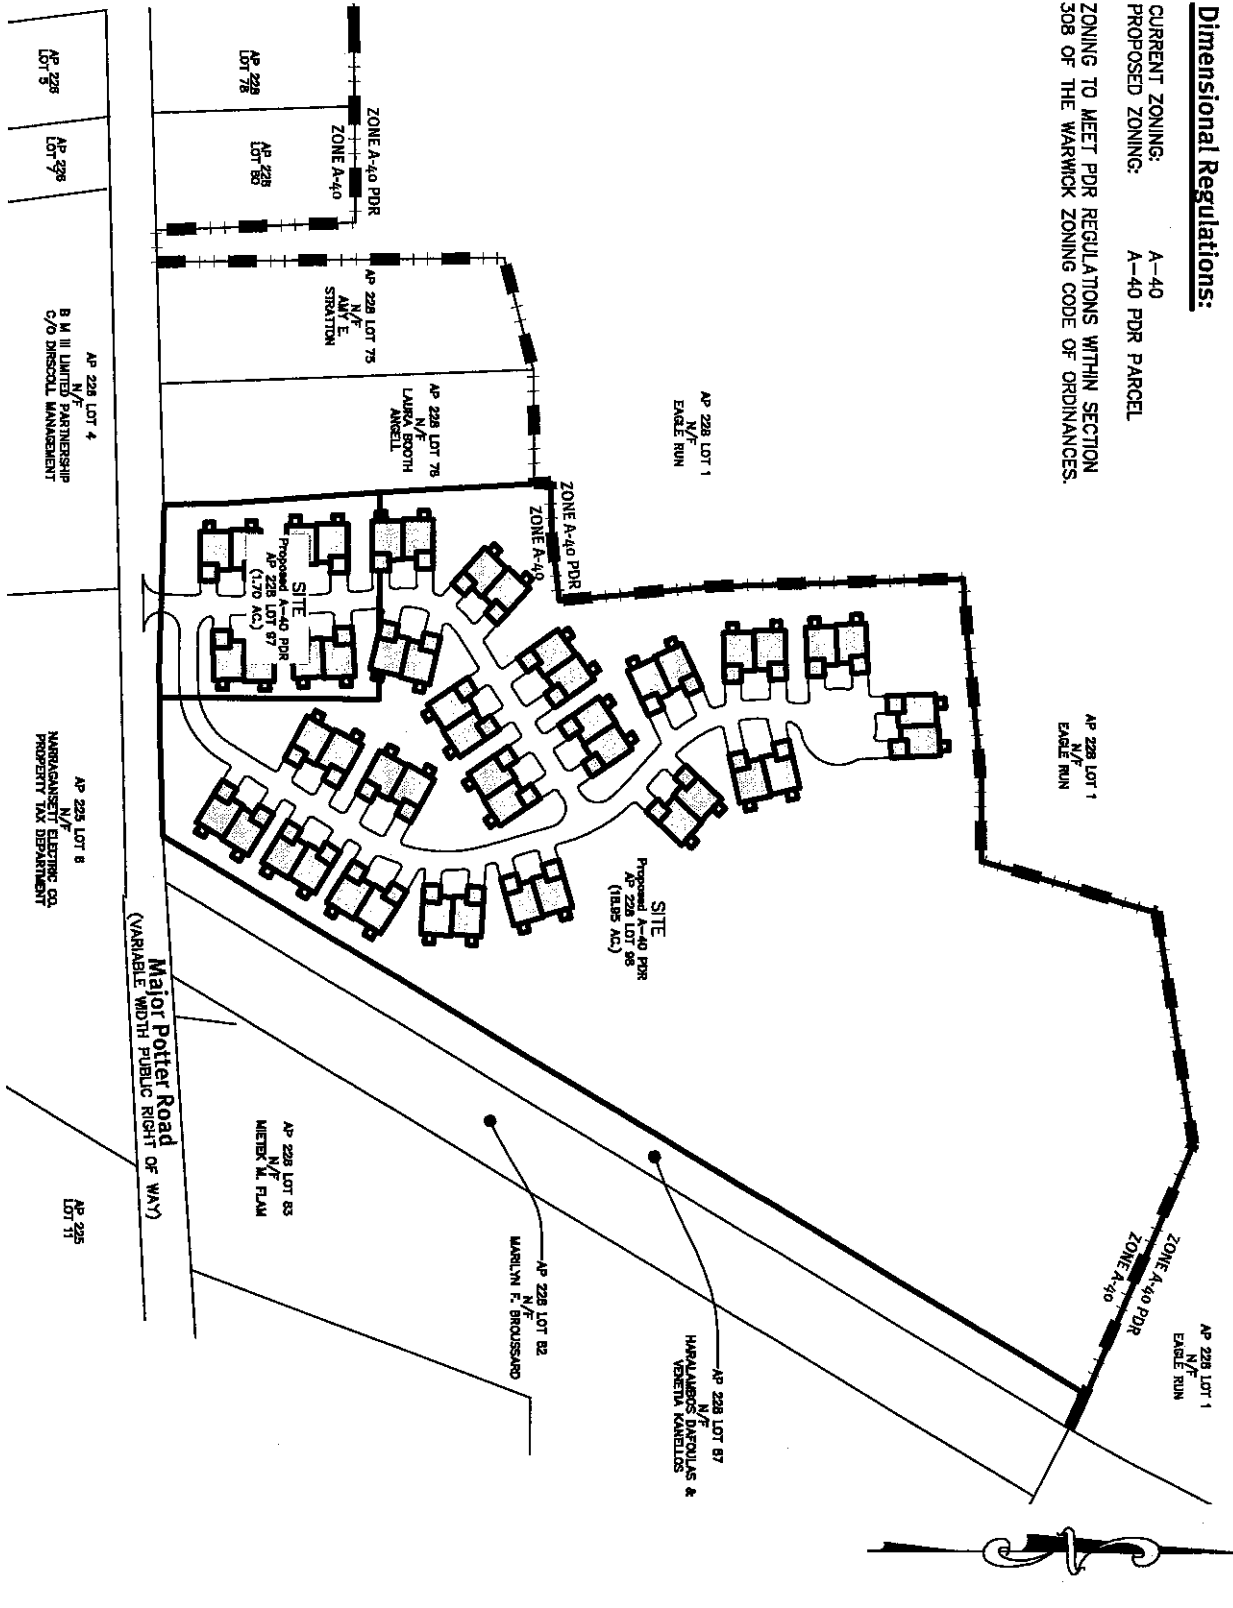 Dimensional Regulations:
CURRENT ZONING: A-40
PROPOSED ZONING: A-40 PDR PARCEL
ZONING TO MEET PDR REGULATIONS WITHIN SECTION
308 OF THE WARWICK ZONING CODE OF ORDINANCES.
AP 228 LOT 1
N/F
EAGLE RUN
AP 228 LOT 1
N/F
EAGLE RUN
AP 228 LOT 1
N/F
EAGLE RUN
ZONE A-40 PDR
ZONE A-40
ZONE A-40 PDR
ZONE A-40
ZONE A-40 PDR
ZONE A-40
AP 228
LOT 78
AP 228
LOT 80
AP 228 LOT 75
N/F
AMY E.
STRATTON
AP 228 LOT 76
N/F
LAURA BOOTH
ANGELL
SITE
Proposed A-40 PDR
AP 228 LOT 97
(1.70 AC.)
SITE
Proposed A-40 PDR
AP 228 LOT 98
(18.95 AC.)
AP 228 LOT 87
N/F
HARALAMBOS DAFOULAS &
VENETIA KANELLOS
AP 228 LOT 82
N/F
MARILYN F. BROUSSARD
AP 228 LOT 83
N/F
MIETEK M. FLAM
Major Potter Road
(VARIABLE WIDTH PUBLIC RIGHT OF WAY)
AP 226
LOT 5
AP 226
LOT 7
AP 228 LOT 4
N/F
B M III LIMITED PARTNERSHIP
C/O DRISCOLL MANAGEMENT
AP 225 LOT 6
N/F
NARRAGANSETT ELECTRIC CO.
PROPERTY TAX DEPARTMENT
AP 225
LOT 11